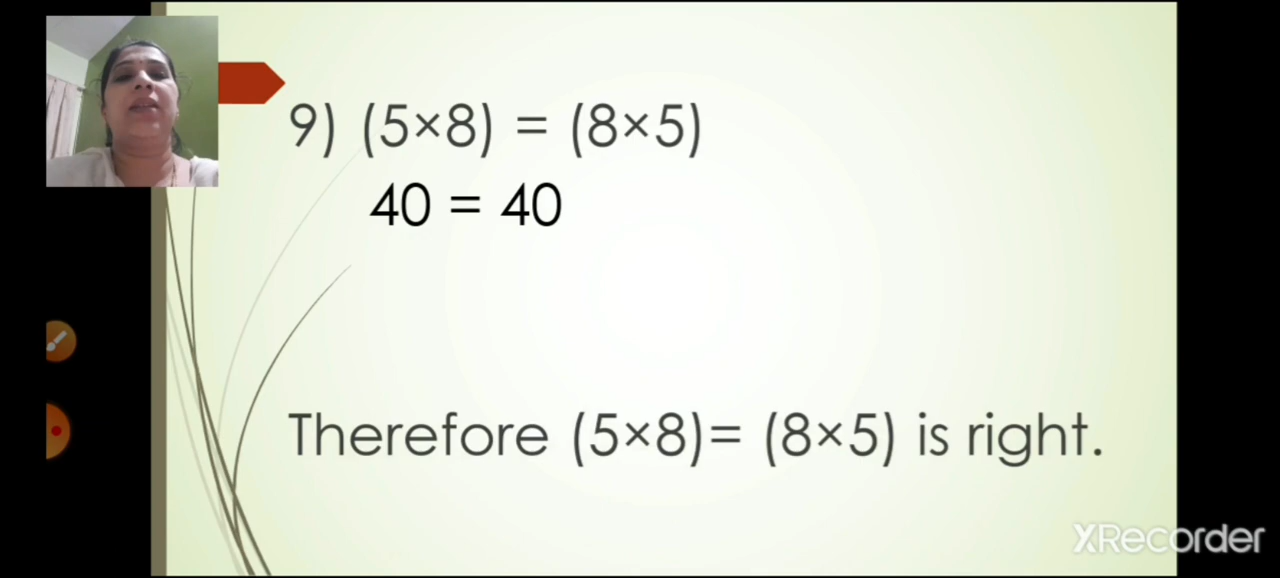 9) (5×8) = (8×5)
40 = 40
Therefore (5×8)= (8×5) is right.
XRecorder